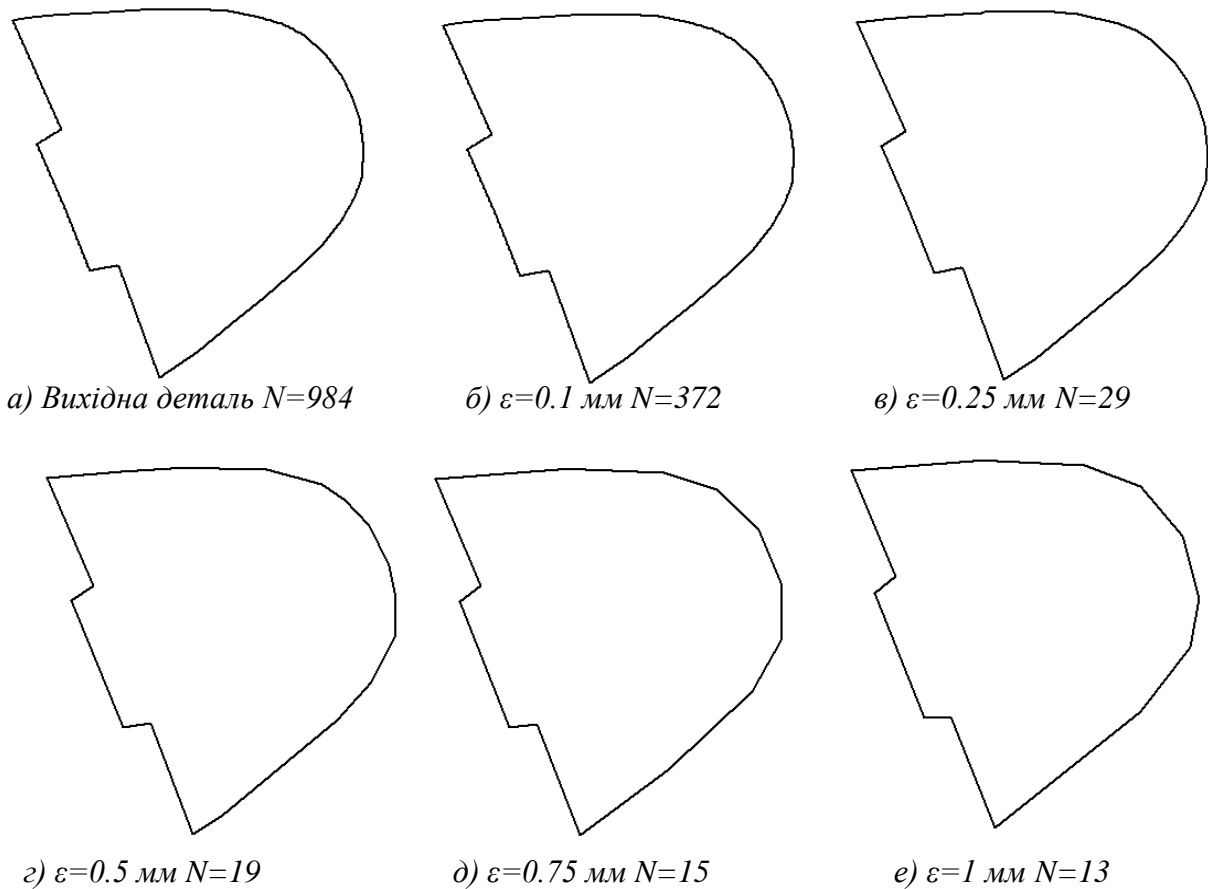 а) Вихідна деталь N=984
б) ε=0.1 мм N=372
в) ε=0.25 мм N=29
г) ε=0.5 мм N=19
д) ε=0.75 мм N=15
е) ε=1 мм N=13